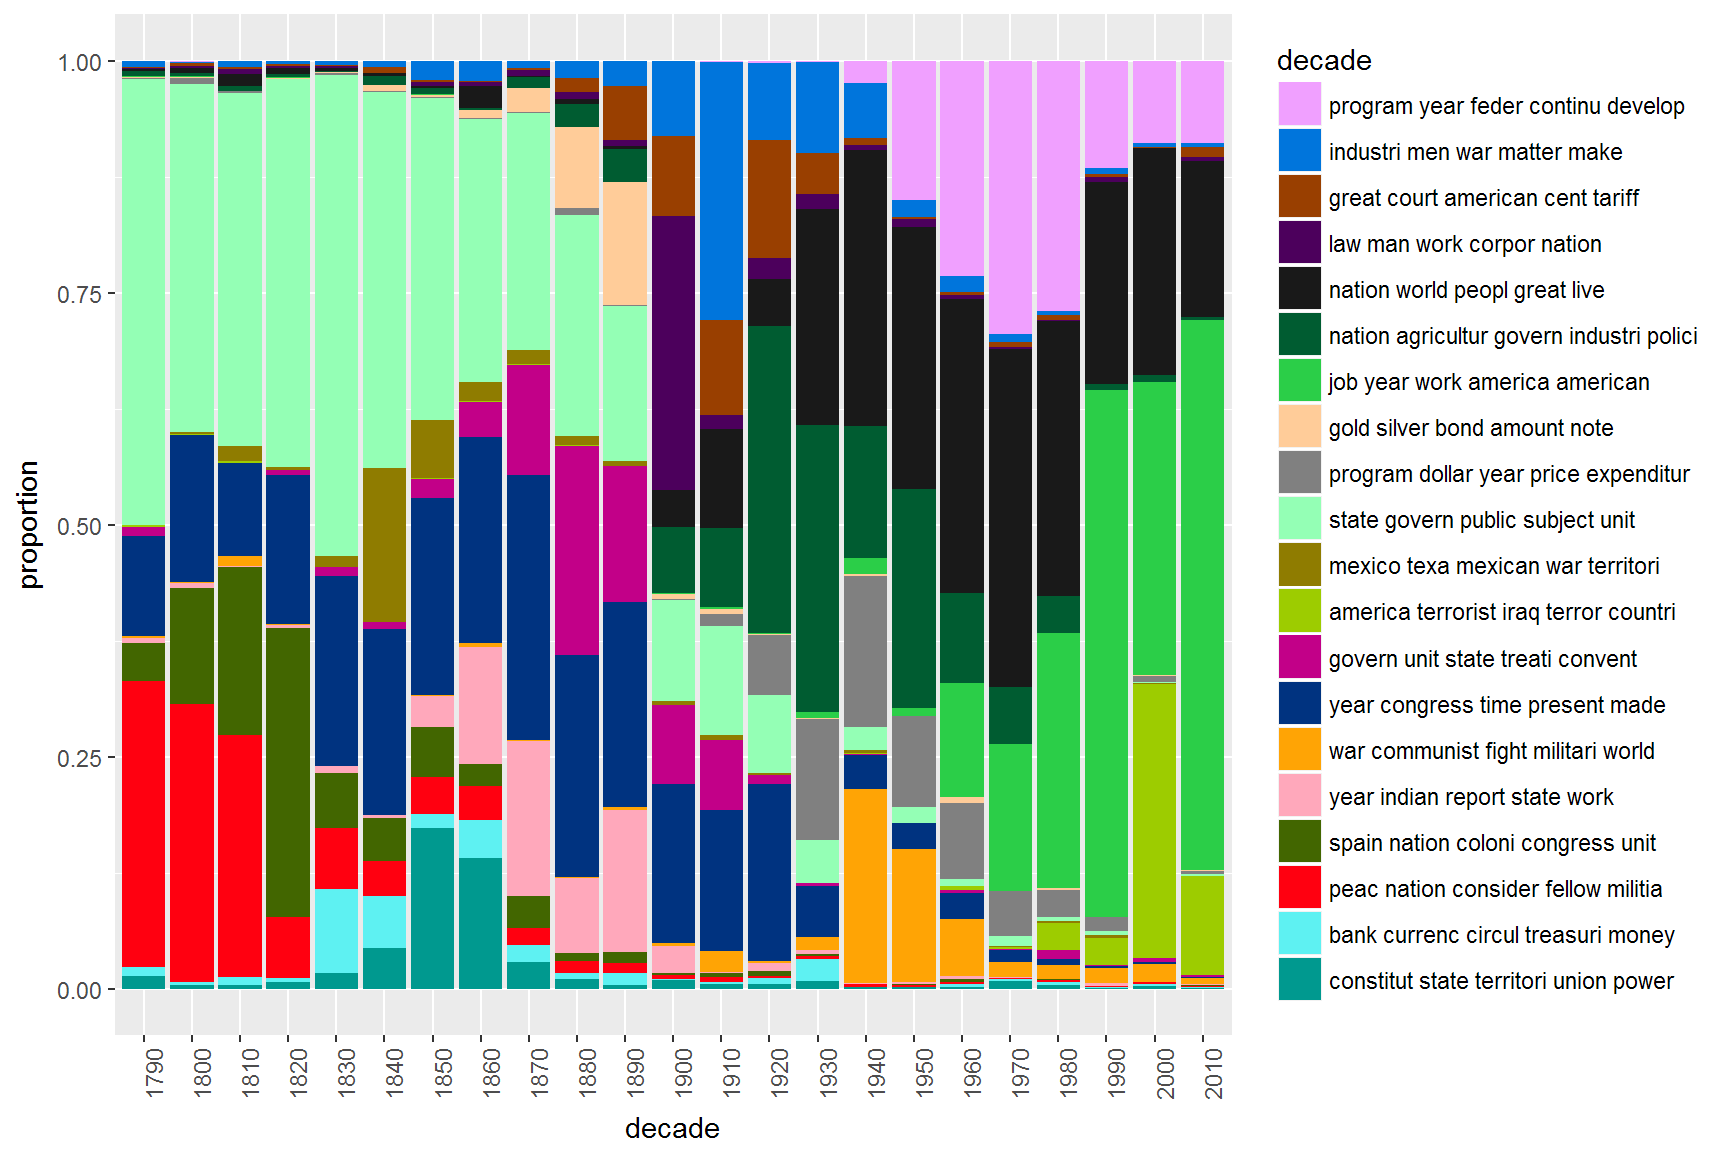 1.00
0.75
0.50
0.25
0.00
proportion
1790
1800
1810
1820
1830
1840
1850
1860
1870
1880
1890
1900
1910
1920
1930
1940
1950
1960
1970
1980
1990
2000
2010
decade
decade
program year feder continu develop
industri men war matter make
great court american cent tariff
law man work corpor nation
nation world peopl great live
nation agricultur govern industri polici
job year work america american
gold silver bond amount note
program dollar year price expenditur
state govern public subject unit
mexico texa mexican war territori
america terrorist iraq terror countri
govern unit state treati convent
year congress time present made
war communist fight militari world
year indian report state work
spain nation coloni congress unit
peac nation consider fellow militia
bank currenc circul treasuri money
constitut state territori union power